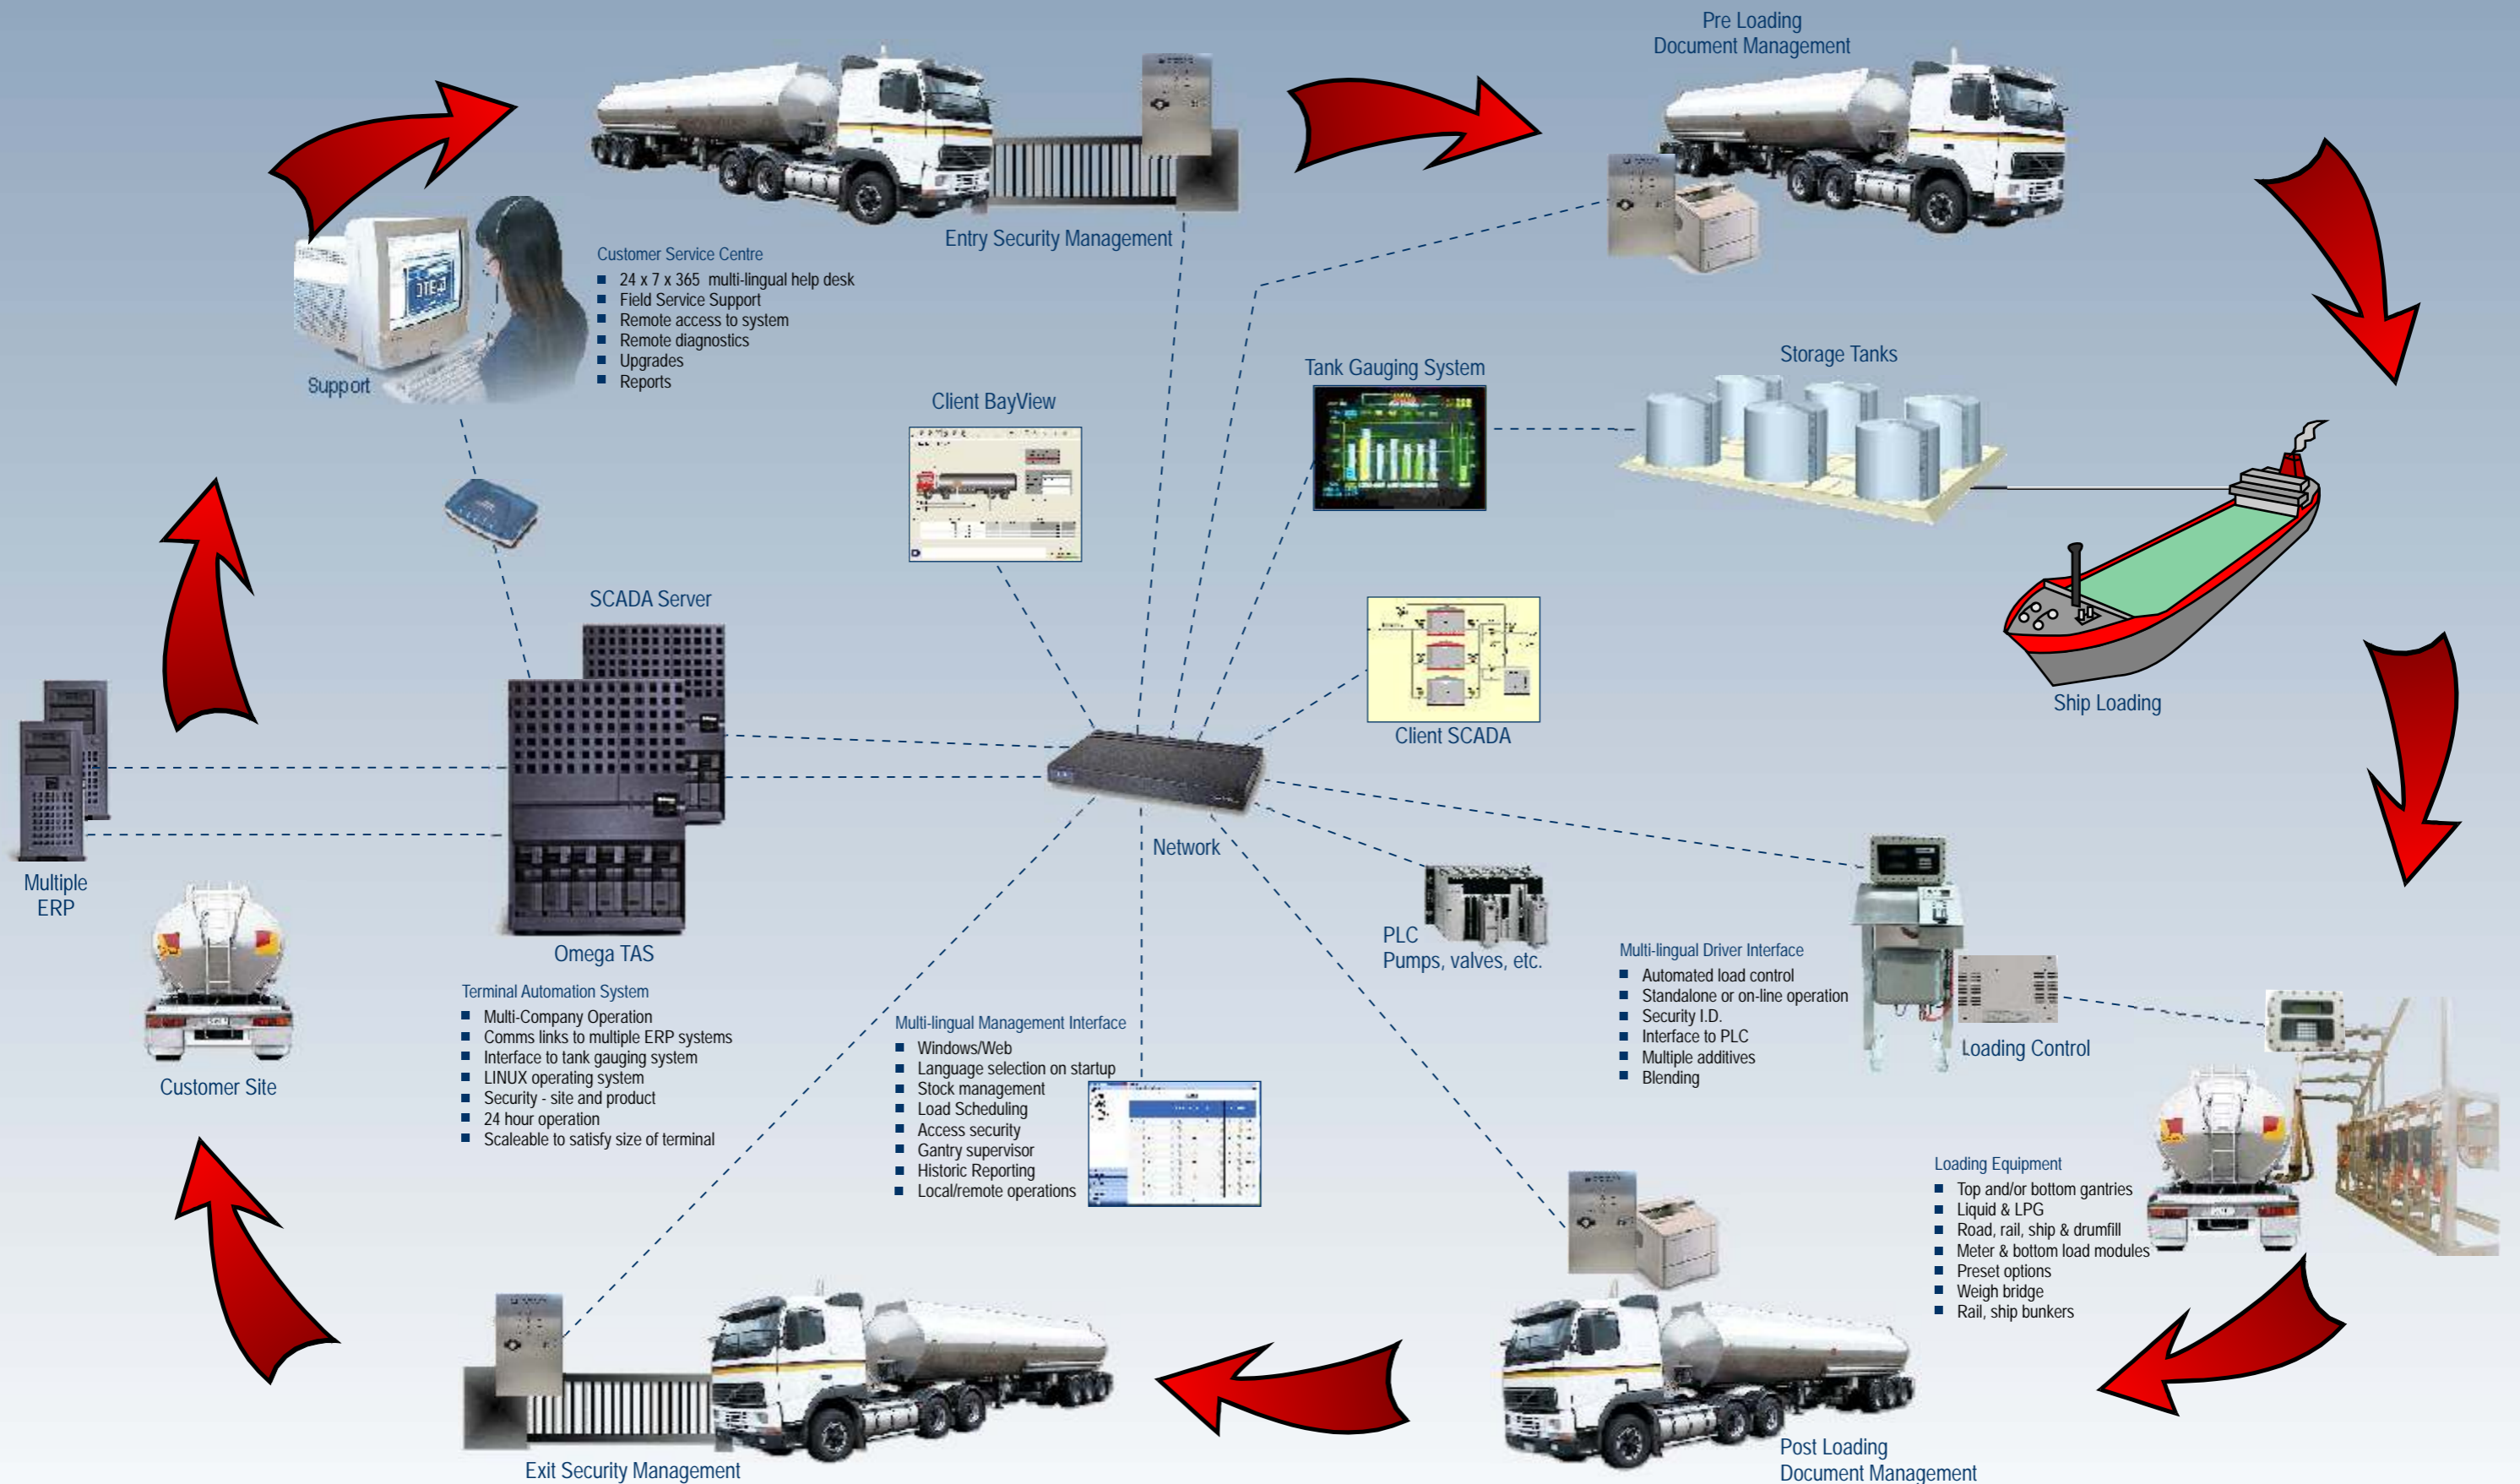 Pre Loading
Document Management
Entry Security Management
Customer Service Centre
24 x 7 x 365 multi-lingual help desk
Field Service Support
Remote access to system
Remote diagnostics
Upgrades
Reports
Support
Client BayView
Tank Gauging System
Storage Tanks
SCADA Server
Client SCADA
Ship Loading
Network
Multiple
ERP
Omega TAS
PLC
Pumps, valves, etc.
Customer Site
Terminal Automation System
Multi-Company Operation
Comms links to multiple ERP systems
Interface to tank gauging system
LINUX operating system
Security - site and product
24 hour operation
Scaleable to satisfy size of terminal
Multi-lingual Management Interface
Windows/Web
Language selection on startup
Stock management
Load Scheduling
Access security
Gantry supervisor
Historic Reporting
Local/remote operations
Multi-lingual Driver Interface
Automated load control
Standalone or on-line operation
Security I.D.
Interface to PLC
Multiple additives
Blending
Loading Control
Loading Equipment
Top and/or bottom gantries
Liquid & LPG
Road, rail, ship & drumfill
Meter & bottom load modules
Preset options
Weigh bridge
Rail, ship bunkers
Exit Security Management
Post Loading
Document Management